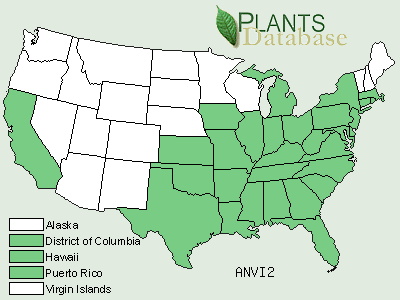 PLANTS
Database
Alaska
District of Columbia
Hawaii
Puerto Rico
Virgin Islands
ANVI2